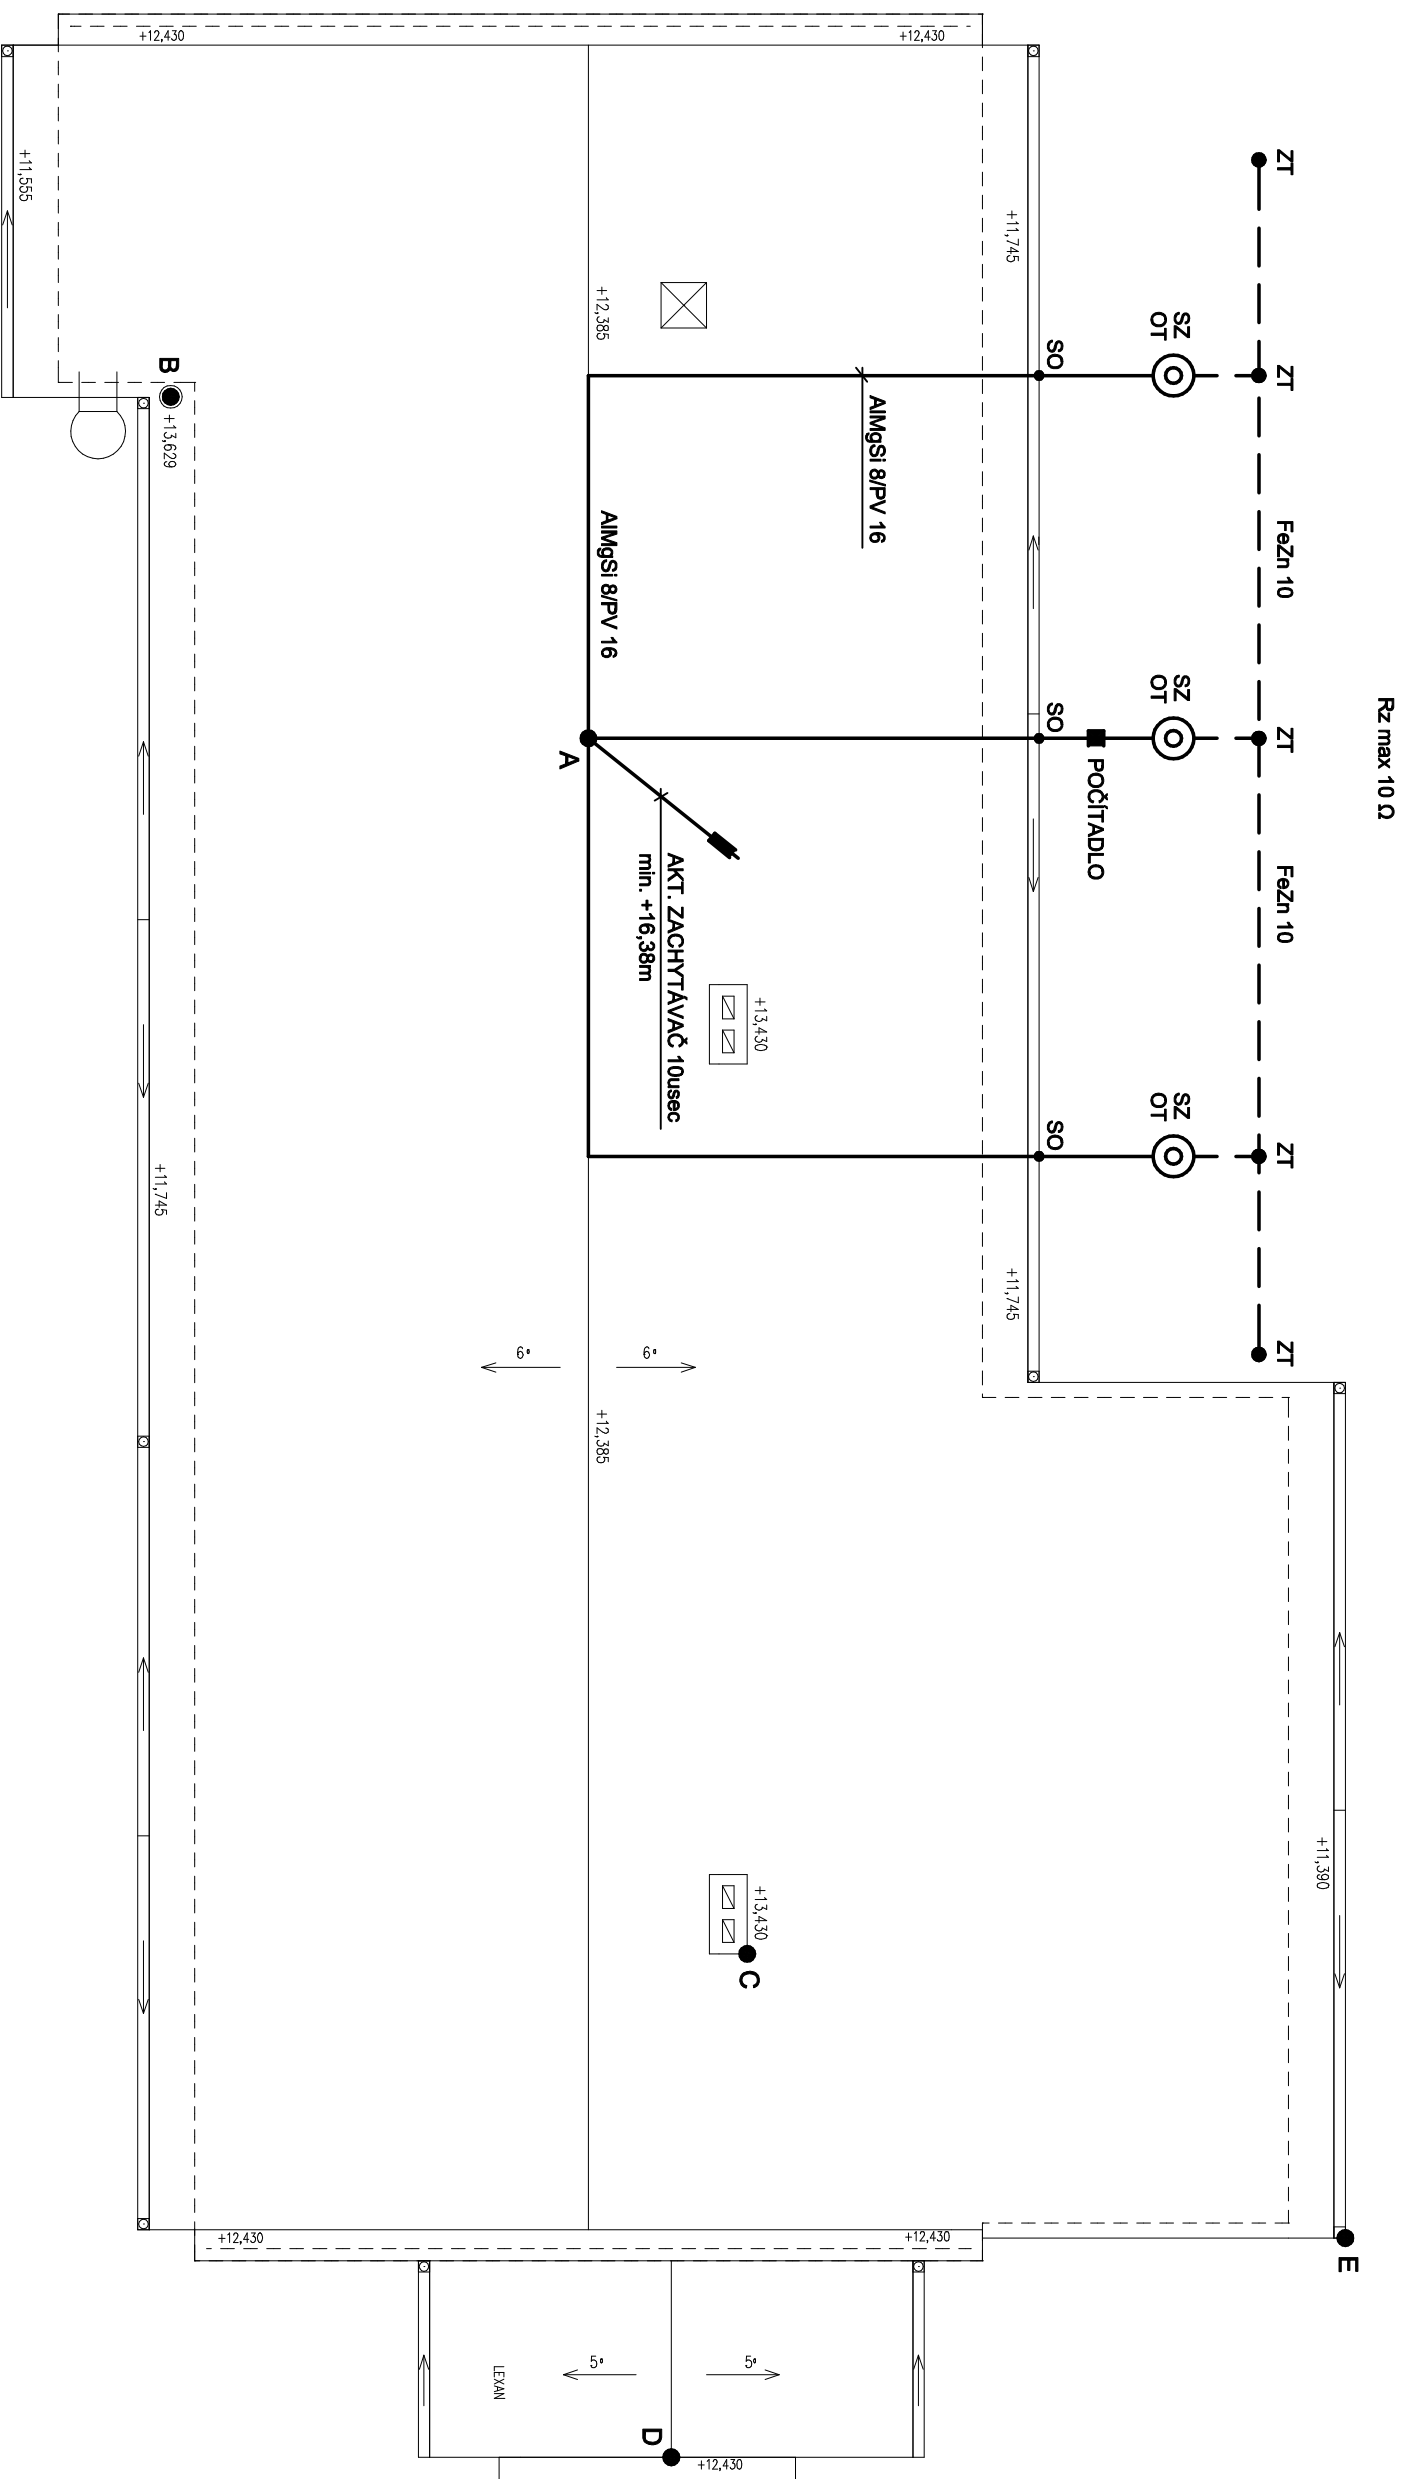 Rz max 10 Ω
ZT
ZT
FeZn 10
ZT
FeZn 10
ZT
ZT
SZ
OT
SZ
OT
SZ
OT
POČÍTADLO
SO
SO
SO
+11,390
E
+11,745
+11,745
+12,430
+12,430
AlMgSi 8/PV 16
+13,430
+13,430
C
AKT. ZACHYTÁVAČ 10usec
min. +16,38m
+12,385
AlMgSi 8/PV 16
A
6°
6°
+12,385
5°
5°
LEXAN
D
+12,430
+12,430
+12,430
B
+13,629
+11,745
+11,555